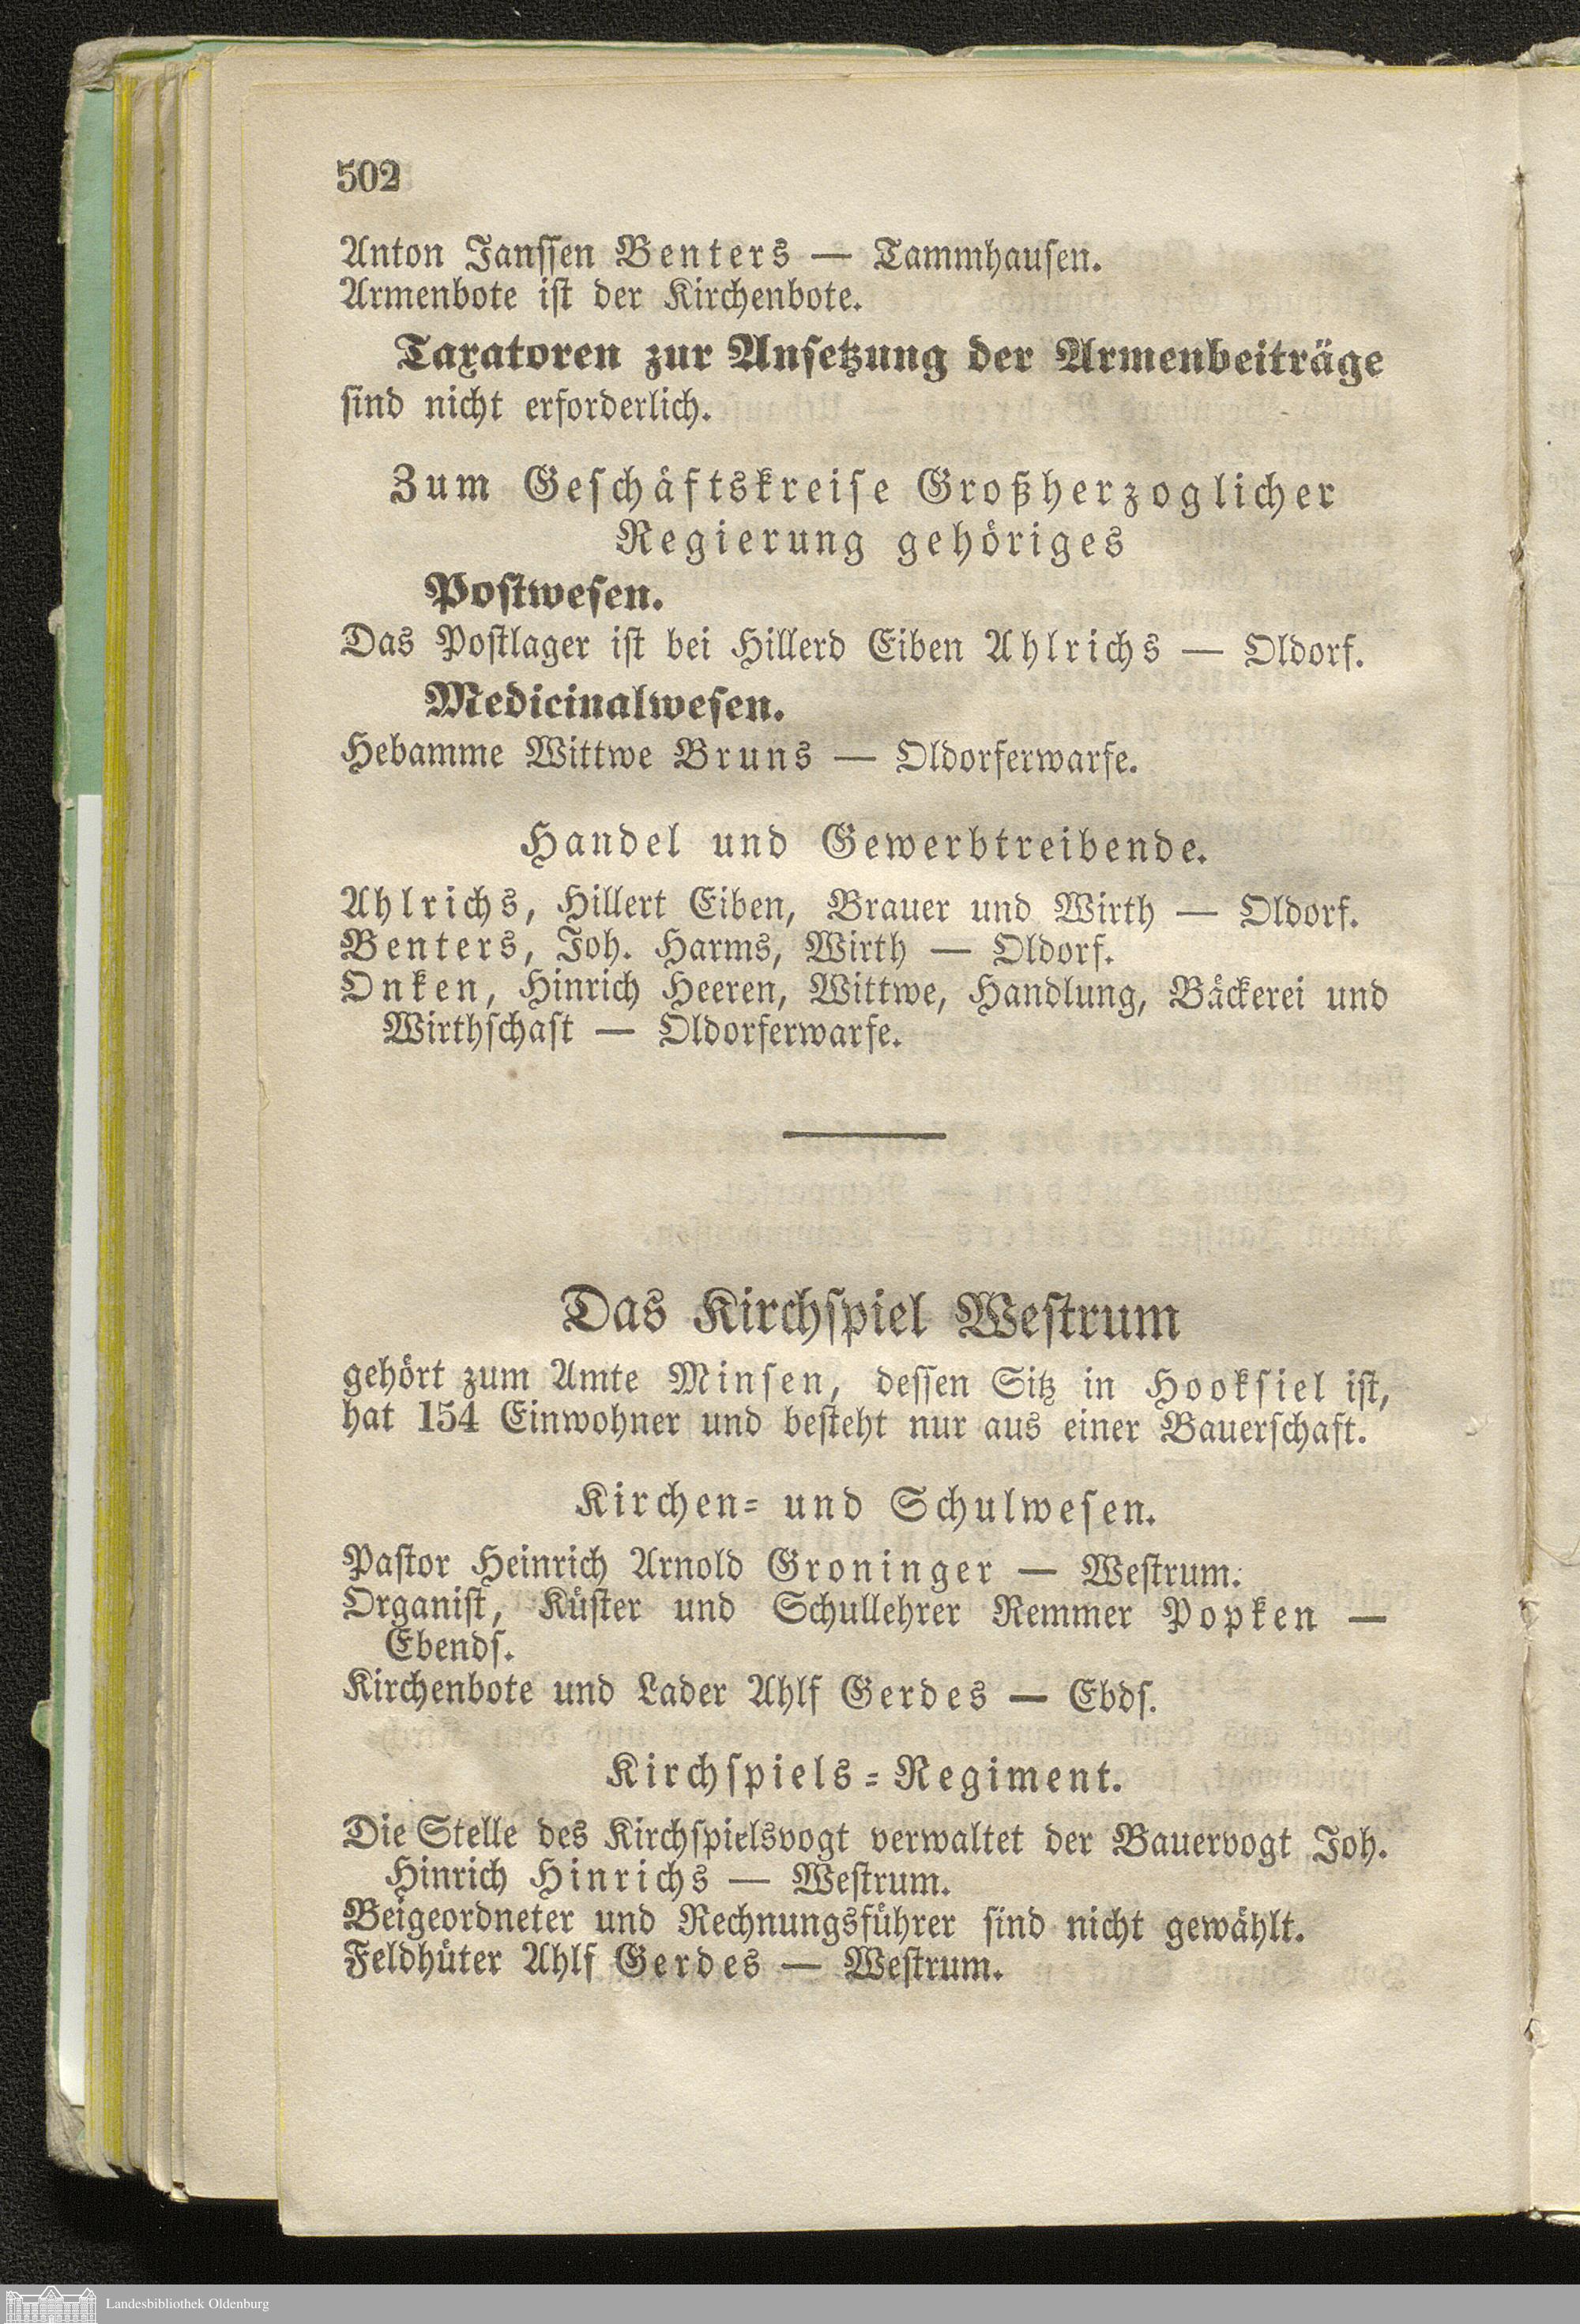 502
Anton Janssen Benters — Tammhausen.
Armenbote ist der Kirchenbote.
Taxatoren zur Ansetzung der Armenbeiträge
sind nicht erforderlich.
Zum Geschäftskreise Großherzoglicher
Regierung gehöriges
Postwesen.
Das Postlager ist bei Hillerd Eiben Ahlrichs — Oldorf.
Medicinalwesen.
Hebamme Wittwe Bruns — Oldorferwarfe.
Handel und Gewerbtreibende.
Ahlrichs, Hillert Eiben, Brauer und Wirth — Oldorf.
Benters, Joh. Harms, Wirth — Oldorf.
Onken, Hinrich Heeren, Wittwe, Handlung, Bäckerei und
Wirthschaft — Oldorferwarfe.
Das Kirchspiel Westrum
gehört zum Amte Minsen, dessen Sitz in Hooksiel ist,
hat 154 Einwohner und besteht nur aus einer Bauerschaft.
Kirchen= und Schulwesen.
Pastor Heinrich Arnold Groninger — Westrum.
Organist, Küster und Schullehrer Remmer Popken —
Ebends.
Kirchenbote und Lader Ahlf Gerdes — Ebds.
Kirchspiels=Regiment.
Die Stelle des Kirchspielsvogt verwaltet der Bauervogt Joh.
Hinrich Hinrichs — Westrum.
Beigeordneter und Rechnungsführer sind nicht gewählt.
Feldhüter Ahlf Gerdes — Westrum.
Landesbibliothek Oldenburg